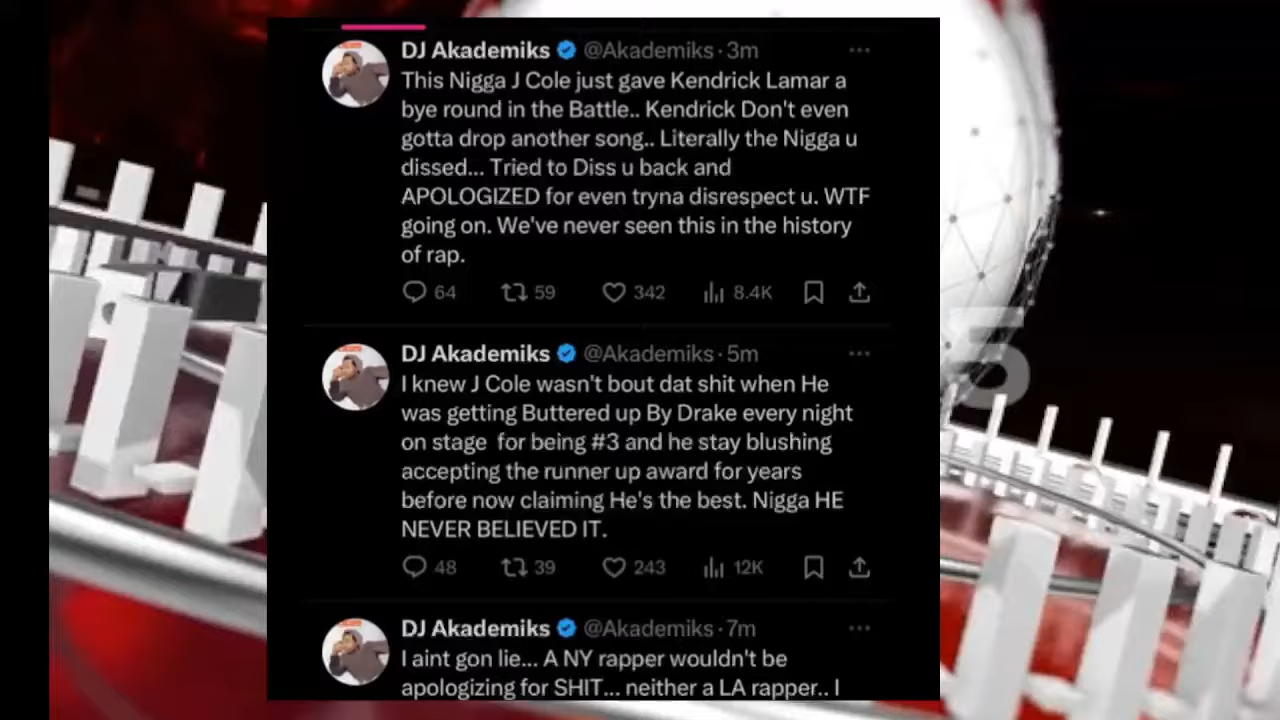 DJ Akademiks @Akademiks · 3m
This Nigga J Cole just gave Kendrick Lamar a
bye round in the Battle.. Kendrick Don't even
gotta drop another song.. Literally the Nigga u
dissed... Tried to Diss u back and
APOLOGIZED for even tryna disrespect u. WTF
going on. We've never seen this in the history
of rap.
64 59 342 8.4K
DJ Akademiks @Akademiks · 5m
I knew J Cole wasn't bout dat shit when He
was getting Buttered up By Drake every night
on stage  for being #3 and he stay blushing
accepting the runner up award for years
before now claiming He's the best. Nigga HE
NEVER BELIEVED IT.
48 39 243 12K
DJ Akademiks @Akademiks · 7m
I aint gon lie... A NY rapper wouldn't be
apologizing for SHIT... neither a LA rapper.. I
5